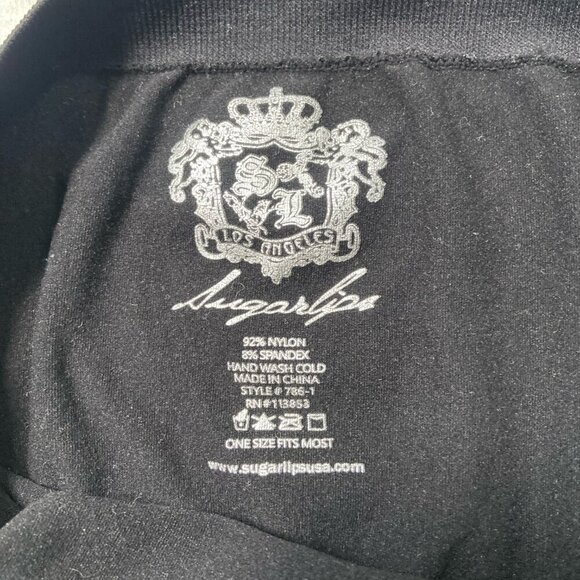 S
L
LOS ANGELES
Sugarlips
92% NYLON
8% SPANDEX
HAND WASH COLD
MADE IN CHINA
STYLE # 786-1
RN#113853
ONE SIZE FITS MOST
www.sugarlipsusa.com